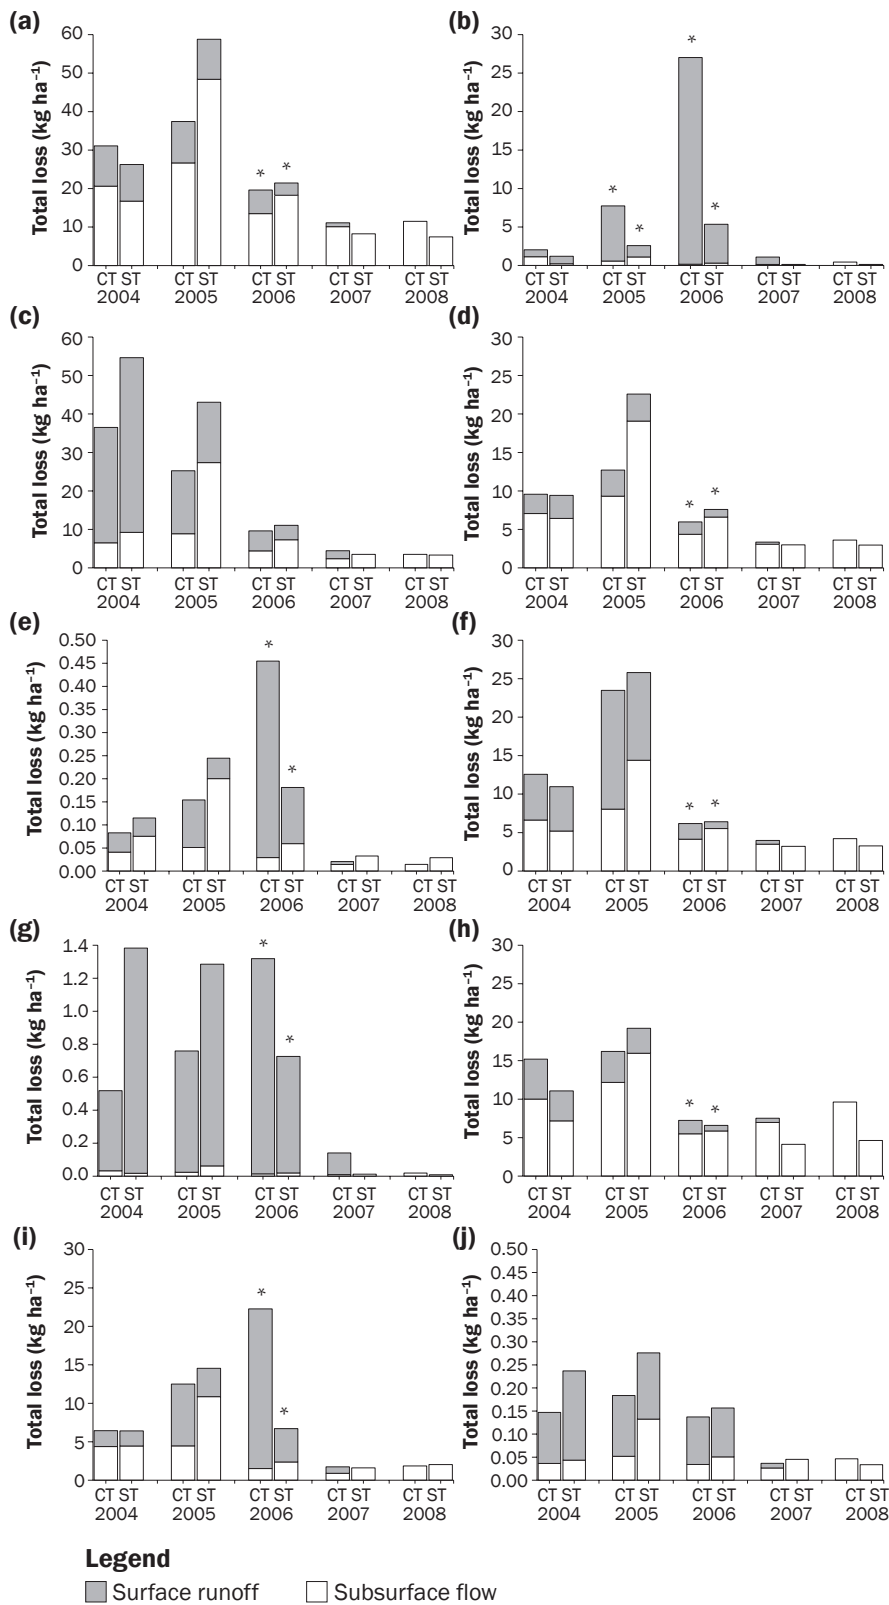 (a)
Total loss (kg ha⁻¹)
60
50
40
30
20
10
0
* *
CT ST CT ST CT ST CT ST CT ST
2004 2005 2006 2007 2008
(b)
Total loss (kg ha⁻¹)
30
25
20
15
10
5
0
* * * *
CT ST CT ST CT ST CT ST CT ST
2004 2005 2006 2007 2008
(c)
Total loss (kg ha⁻¹)
60
50
40
30
20
10
0
CT ST CT ST CT ST CT ST CT ST
2004 2005 2006 2007 2008
(d)
Total loss (kg ha⁻¹)
30
25
20
15
10
5
0
* *
CT ST CT ST CT ST CT ST CT ST
2004 2005 2006 2007 2008
(e)
Total loss (kg ha⁻¹)
0.50
0.45
0.40
0.35
0.30
0.25
0.20
0.15
0.10
0.05
0.00
* *
CT ST CT ST CT ST CT ST CT ST
2004 2005 2006 2007 2008
(f)
Total loss (kg ha⁻¹)
30
25
20
15
10
5
0
* *
CT ST CT ST CT ST CT ST CT ST
2004 2005 2006 2007 2008
(g)
Total loss (kg ha⁻¹)
1.4
1.2
1.0
0.8
0.6
0.4
0.2
0.0
* *
CT ST CT ST CT ST CT ST CT ST
2004 2005 2006 2007 2008
(h)
Total loss (kg ha⁻¹)
30
25
20
15
10
5
0
* *
CT ST CT ST CT ST CT ST CT ST
2004 2005 2006 2007 2008
(i)
Total loss (kg ha⁻¹)
30
25
20
15
10
5
0
* *
CT ST CT ST CT ST CT ST CT ST
2004 2005 2006 2007 2008
(j)
Total loss (kg ha⁻¹)
0.50
0.45
0.40
0.35
0.30
0.25
0.20
0.15
0.10
0.05
0.00
CT ST CT ST CT ST CT ST CT ST
2004 2005 2006 2007 2008
Legend
Surface runoff Subsurface flow